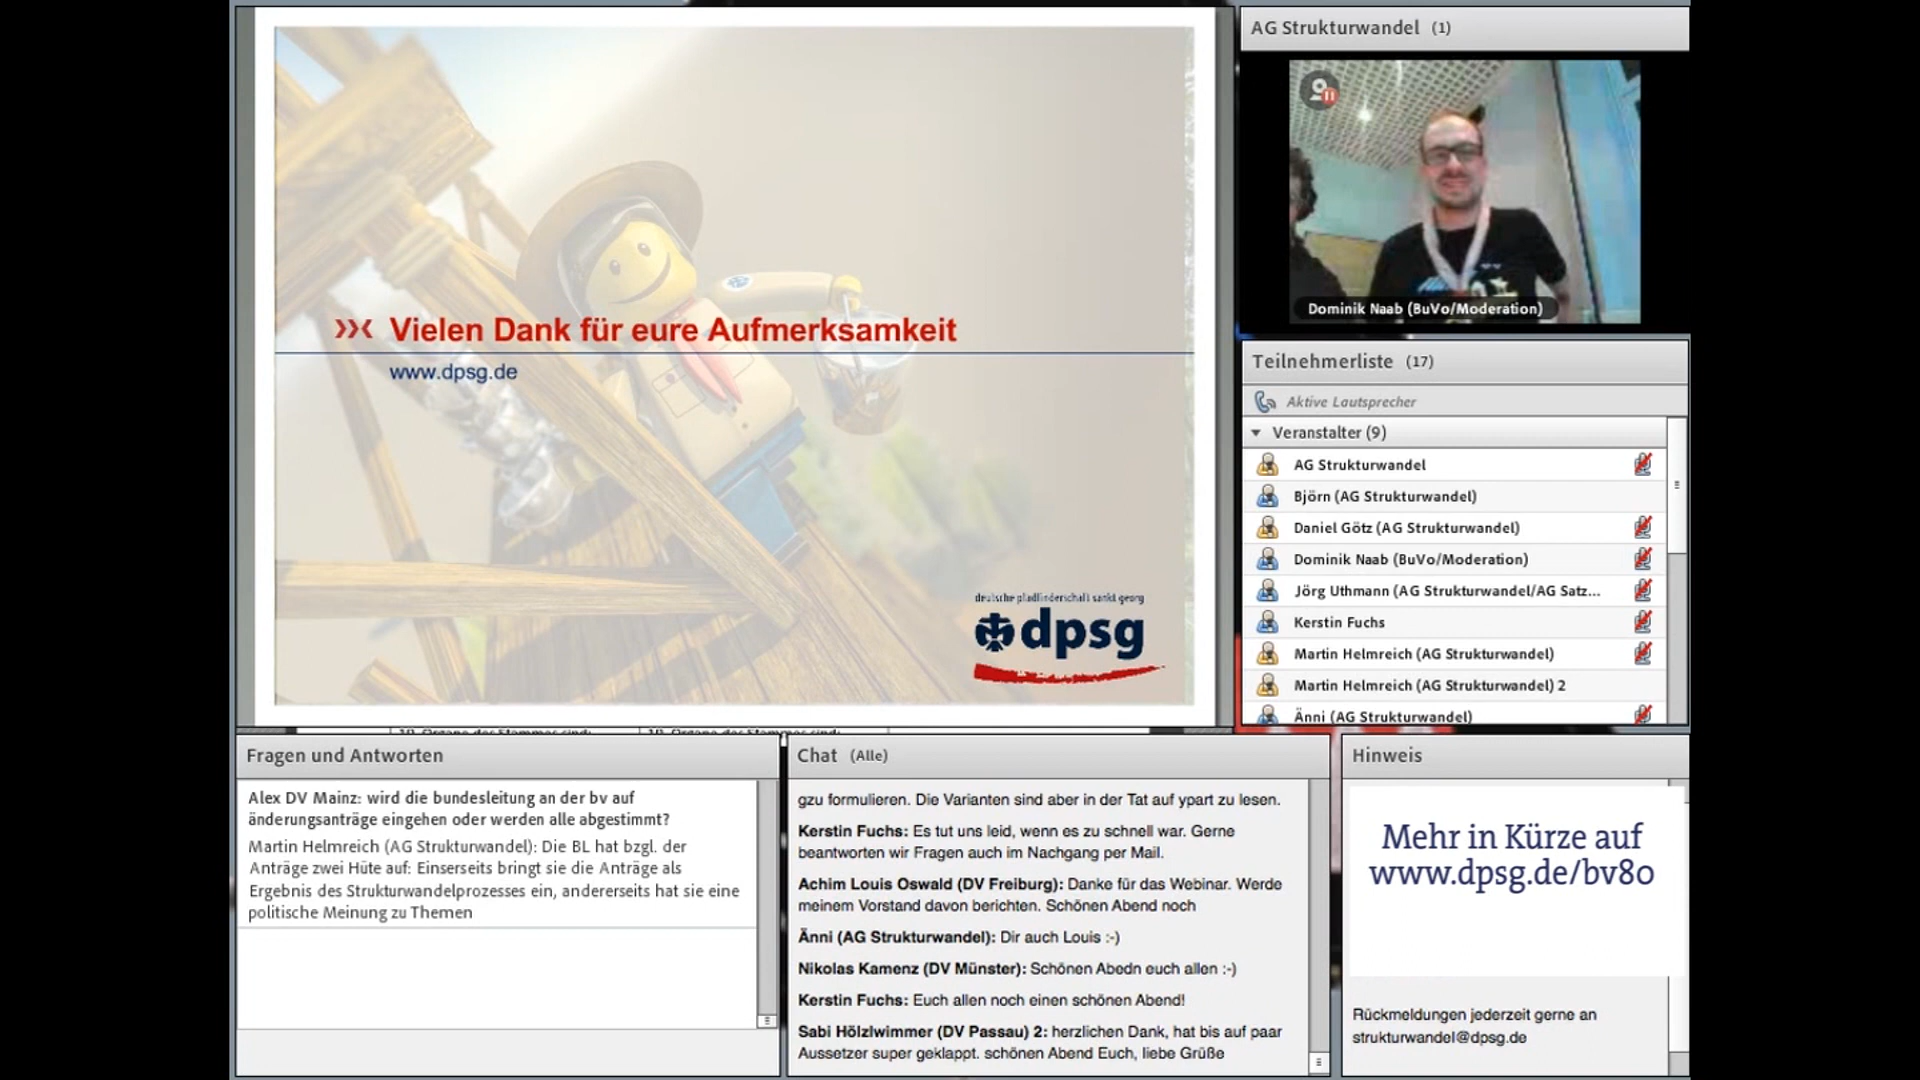 Vielen Dank für eure Aufmerksamkeit
www.dpsg.de
deutsche pfadfinderschaft sankt georg
dpsg
AG Strukturwandel (1)
Dominik Naab (BuVo/Moderation)
Teilnehmerliste (17)
Aktive Lautsprecher
Veranstalter (9)
AG Strukturwandel
Björn (AG Strukturwandel)
Daniel Götz (AG Strukturwandel)
Dominik Naab (BuVo/Moderation)
Jörg Uthmann (AG Strukturwandel/AG Satz...
Kerstin Fuchs
Martin Helmreich (AG Strukturwandel)
Martin Helmreich (AG Strukturwandel) 2
Änni (AG Strukturwandel)
Fragen und Antworten
Alex DV Mainz: wird die bundesleitung an der bv auf
änderungsanträge eingehen oder werden alle abgestimmt?
Martin Helmreich (AG Strukturwandel): Die BL hat bzgl. der
Anträge zwei Hüte auf: Einserseits bringt sie die Anträge als
Ergebnis des Strukturwandelprozesses ein, andererseits hat sie eine
politische Meinung zu Themen
Chat (Alle)
gzu formulieren. Die Varianten sind aber in der Tat auf ypart zu lesen.
Kerstin Fuchs: Es tut uns leid, wenn es zu schnell war. Gerne
beantworten wir Fragen auch im Nachgang per Mail.
Achim Louis Oswald (DV Freiburg): Danke für das Webinar. Werde
meinem Vorstand davon berichten. Schönen Abend noch
Änni (AG Strukturwandel): Dir auch Louis :-)
Nikolas Kamenz (DV Münster): Schönen Abedn euch allen :-)
Kerstin Fuchs: Euch allen noch einen schönen Abend!
Sabi Hölzlwimmer (DV Passau) 2: herzlichen Dank, hat bis auf paar
Aussetzer super geklappt. schönen Abend Euch, liebe Grüße
Hinweis
Mehr in Kürze auf
www.dpsg.de/bv80
Rückmeldungen jederzeit gerne an
strukturwandel@dpsg.de